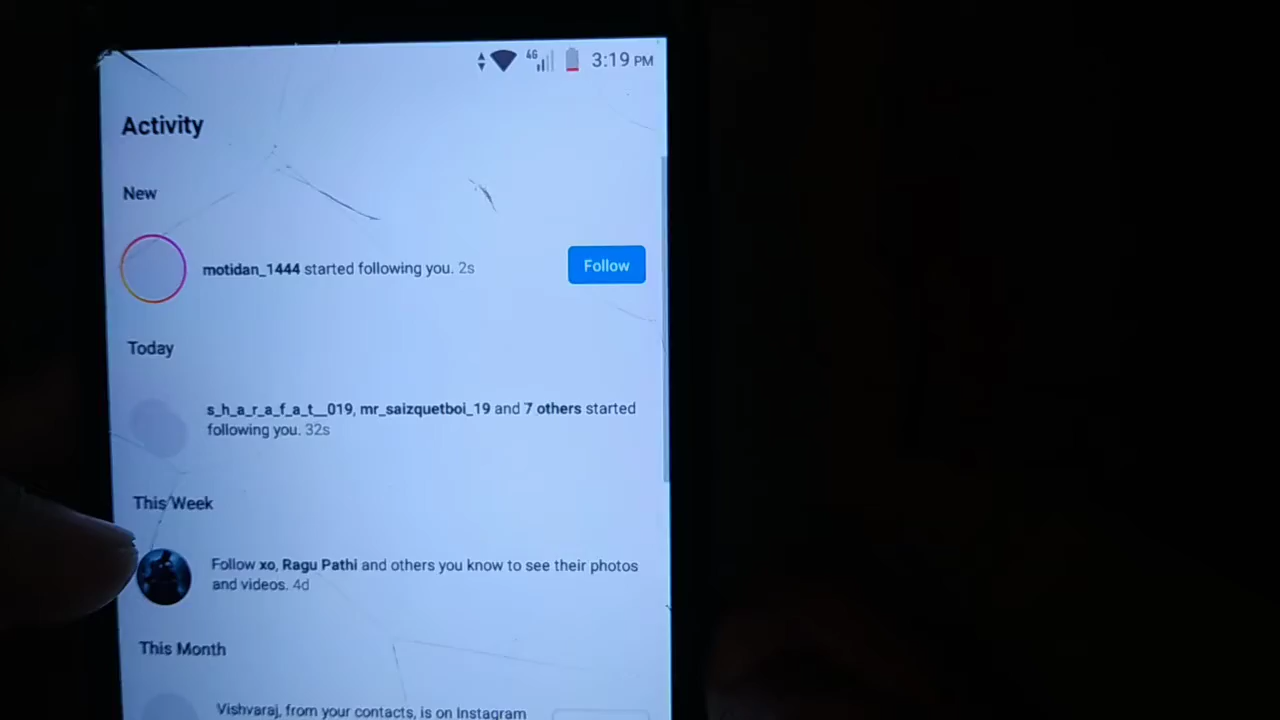 4G 3:19 PM
Activity
New
motidan_1444 started following you. 2s
Follow
Today
s_h_a_r_a_f_a_t__019, mr_saizquetboi_19 and 7 others started
following you. 32s
This Week
Follow xo, Ragu Pathi and others you know to see their photos
and videos. 4d
This Month
Vishvaraj, from your contacts, is on Instagram